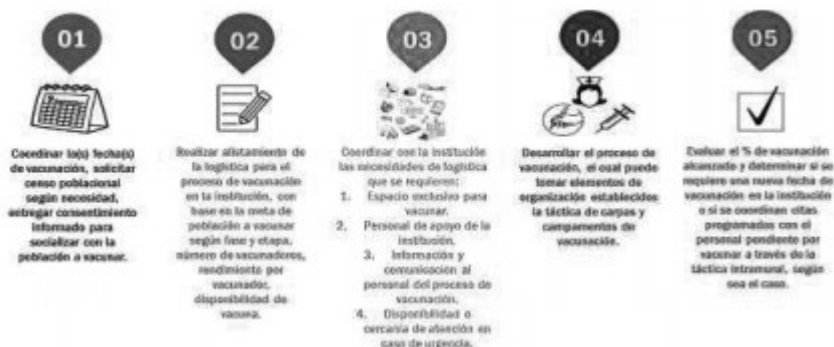 01
Coordinar la(s) fecha(s)
de vacunación, solicitar
censo poblacional
según necesidad,
entregar consentimiento
informado para
socializar con la
población a vacunar.
02
Realizar alistamiento de
la logística para el
proceso de vacunación
en la institución, con
base en la meta de
población a vacunar
según fase y etapa,
número de vacunadores,
rendimiento por
vacunador,
disponibilidad de
vacuna.
03
Coordinar con la institución
las necesidades de logística
que se requieren:
1. Espacio exclusivo para
vacunar.
2. Personal de apoyo de la
institución.
3. Información y
comunicación al
personal del proceso de
vacunación.
4. Disponibilidad o
cercanía de atención en
caso de urgencia.
04
Desarrollar el proceso de
vacunación, el cual puede
tomar elementos de
organización establecidos
la táctica de carpas y
campamentos de
vacunación.
05
Evaluar el % de vacunación
alcanzado y determinar si se
requiere una nueva fecha de
vacunación en la institución
o si se coordinan citas
programadas con el
personal pendiente por
vacunar a través de la
táctica intramural, según
sea el caso.